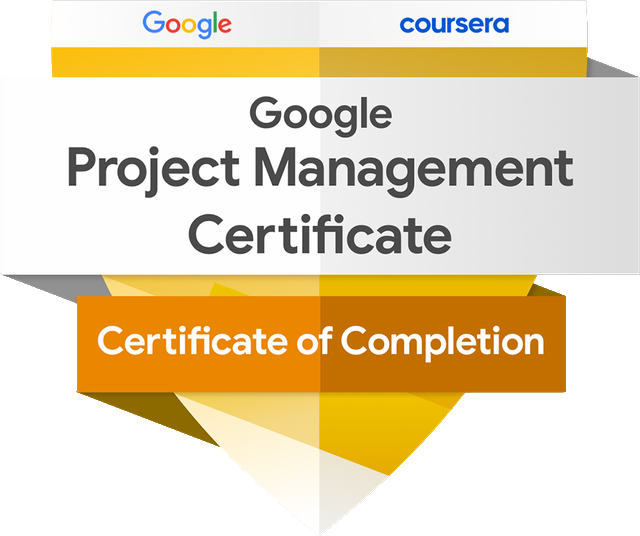 Google coursera
Google
Project Management
Certificate
Certificate of Completion